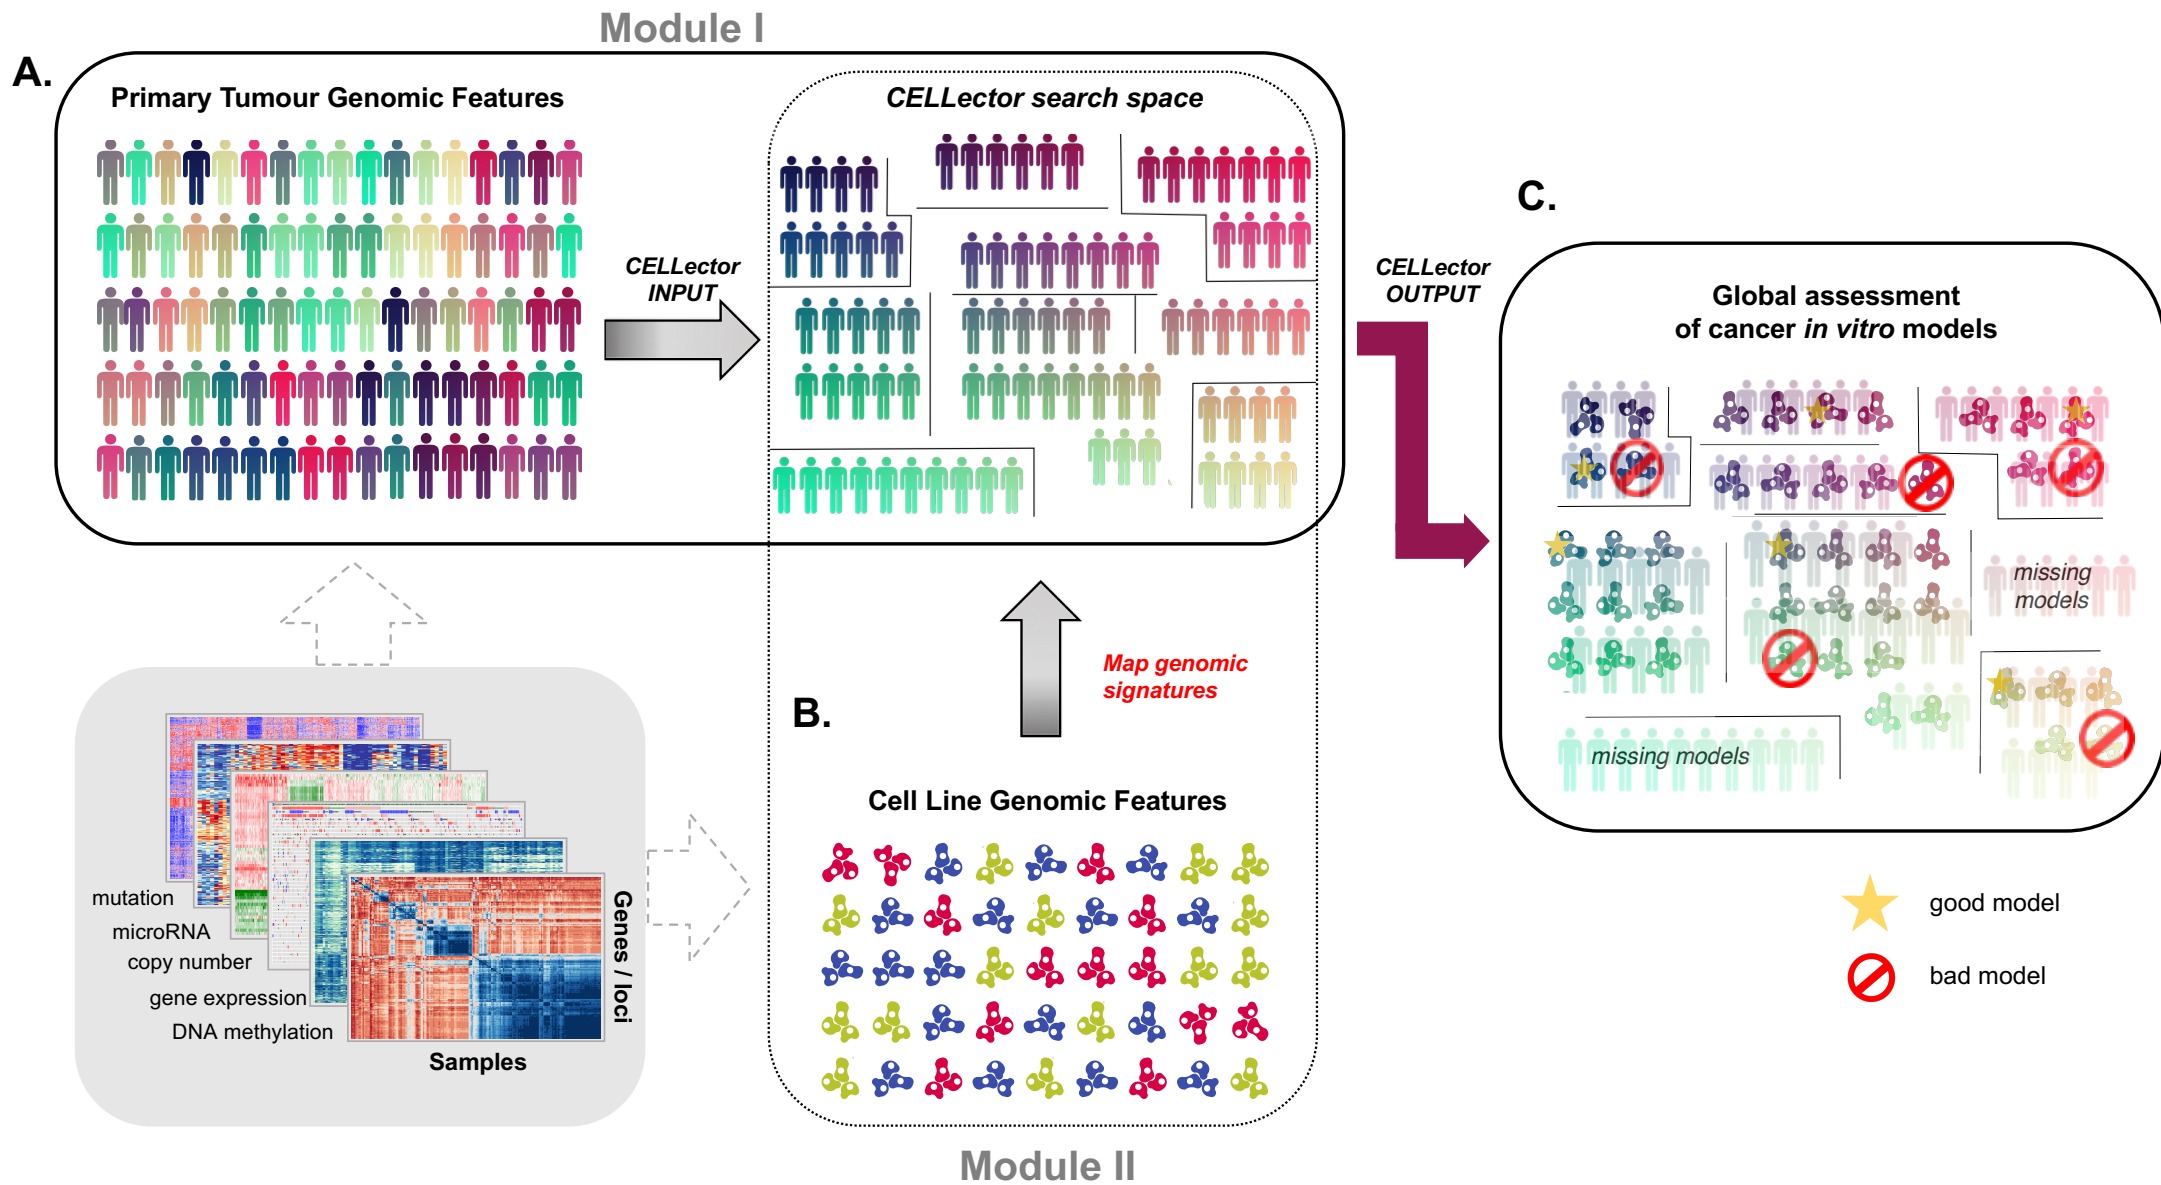 Module I
A.
Primary Tumour Genomic Features
CELLector search space
CELLector
INPUT
CELLector
OUTPUT
C.
Global assessment
of cancer in vitro models
missing
models
missing models
good model
bad model
Map genomic
signatures
B.
Cell Line Genomic Features
mutation
microRNA
copy number
gene expression
DNA methylation
Genes / loci
Samples
Module II